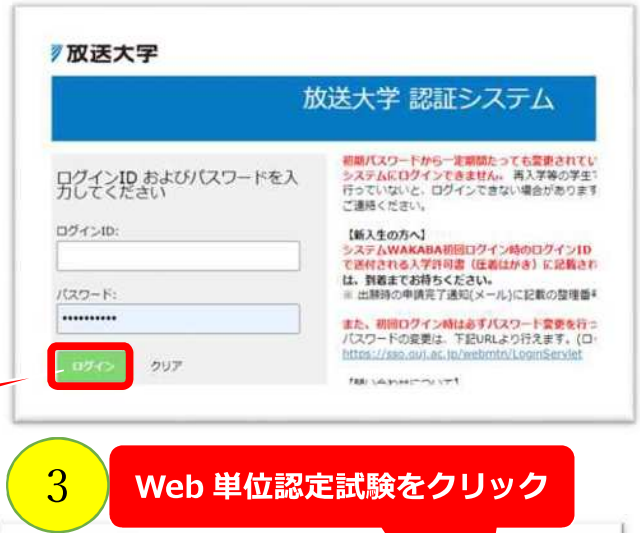 放送大学
放送大学 認証システム
ログインID およびパスワードを入
力してください
ログインID:
パスワード:
••••••••••
ログイン
クリア
初期パスワードから一定期間たっても変更されてい
システムにログインできません。 再入学等の学生
行っていないと、ログインできない場合があります
ご連絡ください。
【新入生の方へ】
システムWAKABA初回ログイン時のログインID
で送付される入学許可書（圧着はがき）に記載され
は、到着までお待ちください。
※ 出願時の申請完了通知(メール)に記載の整理番
また、初回ログイン時は必ずパスワード変更を行っ
パスワードの変更は、下記URLより行えます。(ロ
https://sso.ouj.ac.jp/webmtn/LoginServlet
3
Web 単位認定試験をクリック